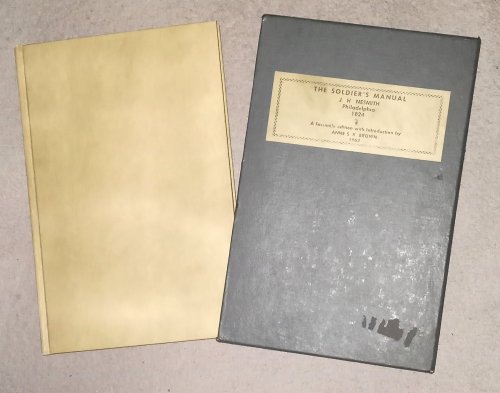 THE SOLDIER'S MANUAL
J. H. NESMITH
Philadelphia
1824
A facsimile edition with introduction by
ANNE S. K. BROWN
1963